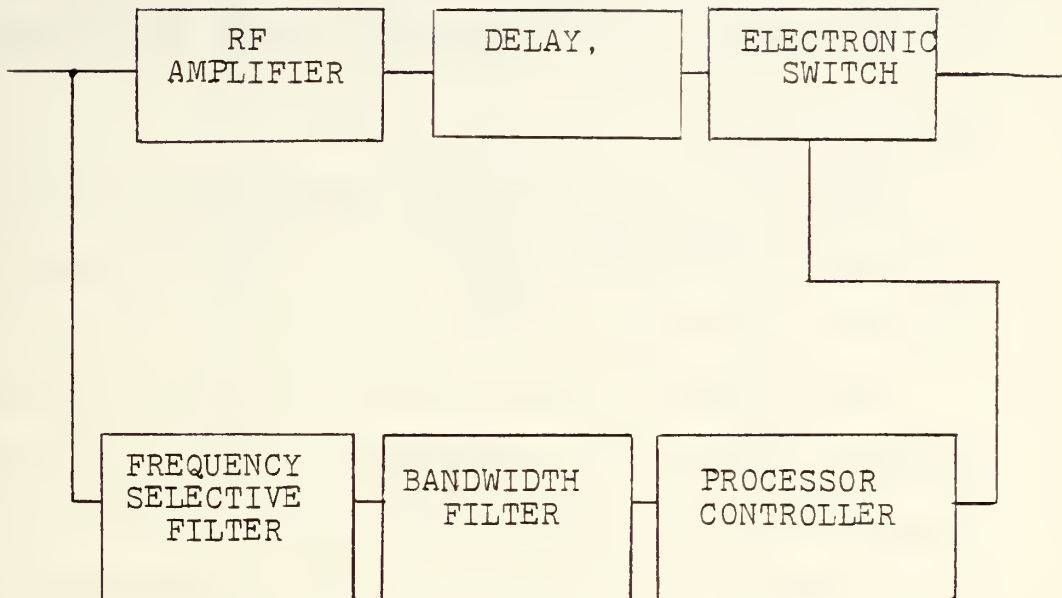 RF
AMPLIFIER
DELAY,
ELECTRONIC
SWITCH
FREQUENCY
SELECTIVE
FILTER
BANDWIDTH
FILTER
PROCESSOR
CONTROLLER